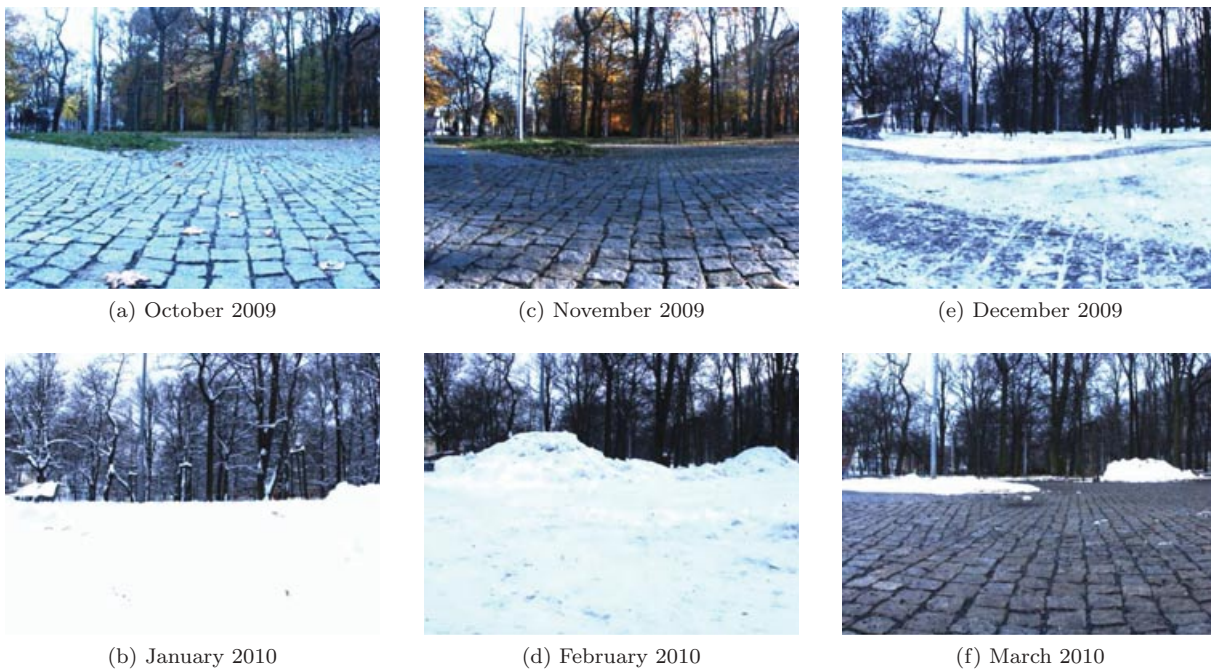 (a) October 2009
(c) November 2009
(e) December 2009
(b) January 2010
(d) February 2010
(f) March 2010